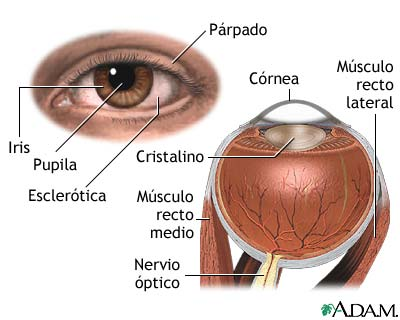 Párpado
Córnea
Músculo
recto
lateral
Iris
Pupila
Esclerótica
Cristalino
Músculo
recto
medio
Nervio
óptico
A.D.A.M.